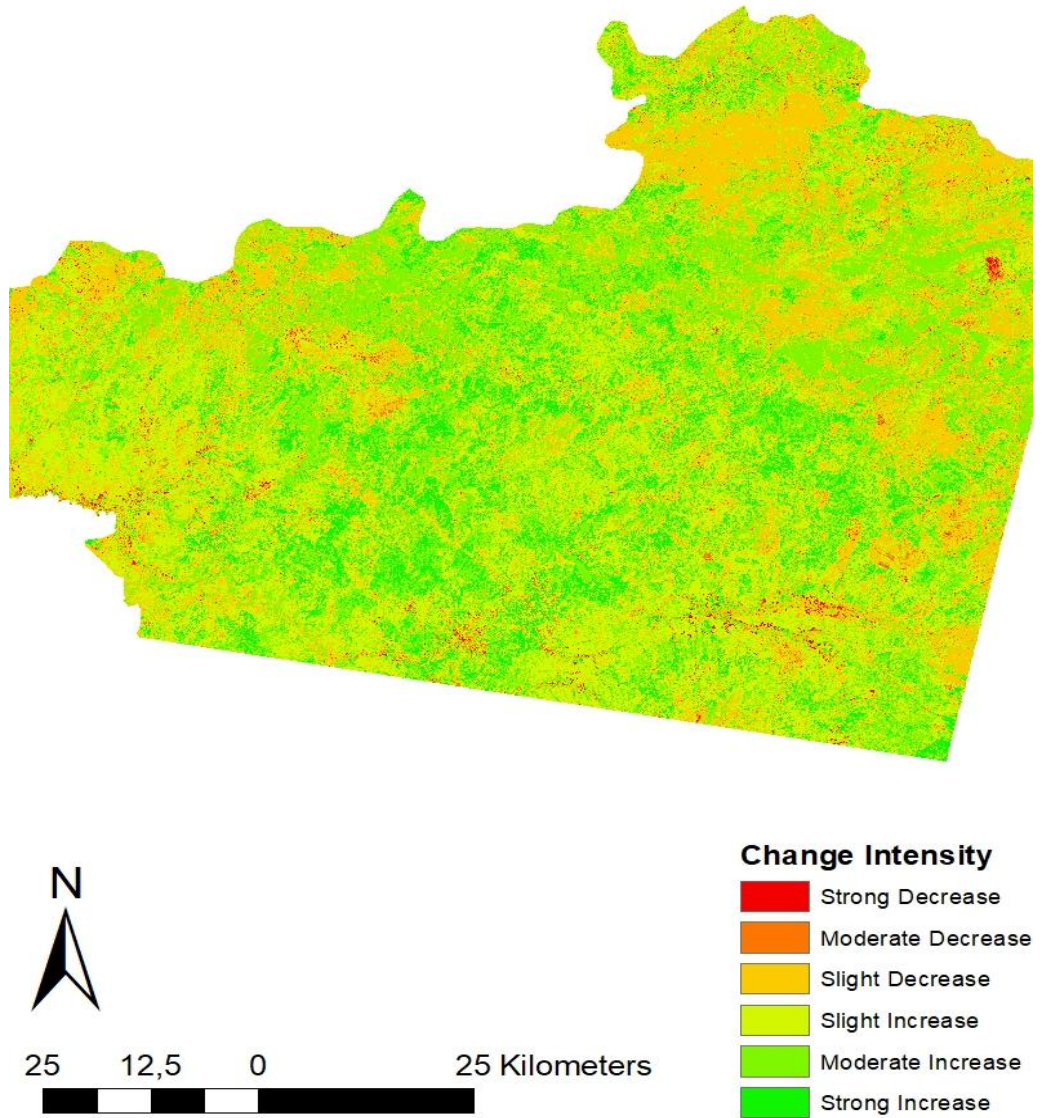 N
25 12,5 0 25 Kilometers
Change Intensity
Strong Decrease
Moderate Decrease
Slight Decrease
Slight Increase
Moderate Increase
Strong Increase